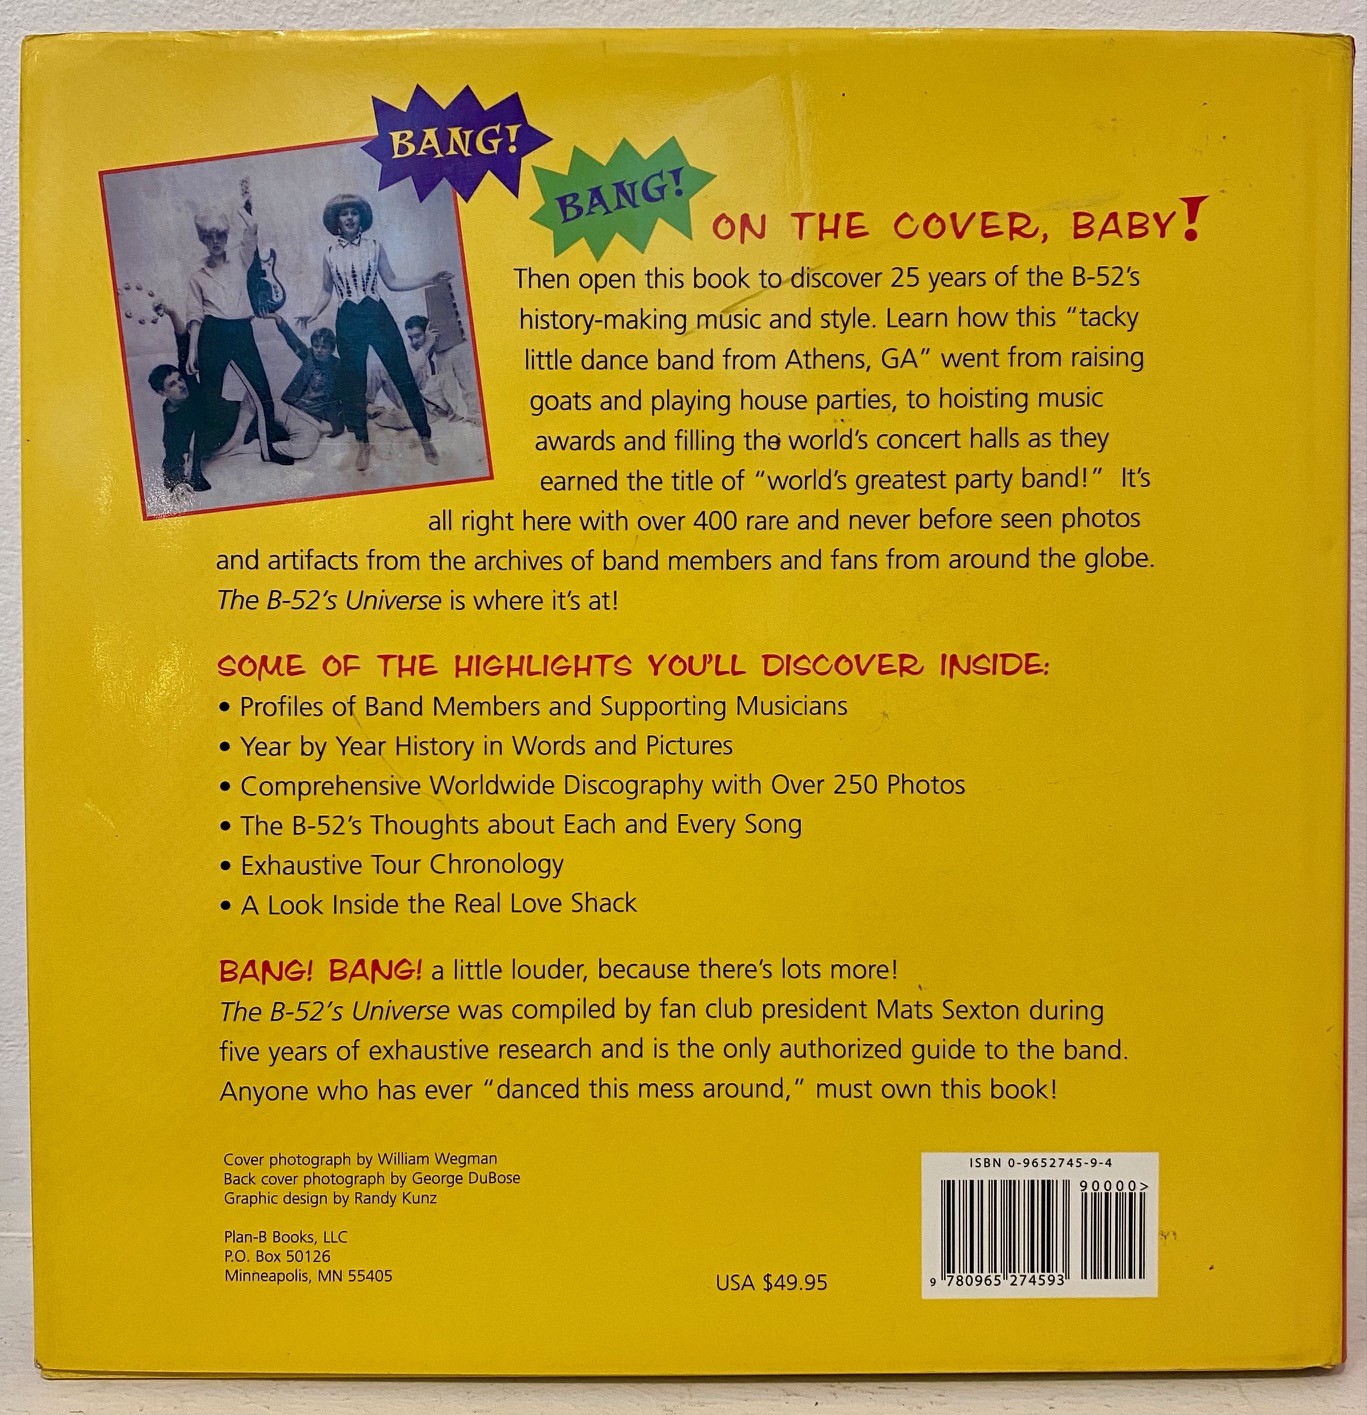 BANG!
BANG!
ON THE COVER, BABY!
Then open this book to discover 25 years of the B-52's
history-making music and style. Learn how this “tacky
little dance band from Athens, GA” went from raising
goats and playing house parties, to hoisting music
awards and filling the world's concert halls as they
earned the title of “world's greatest party band!” It's
all right here with over 400 rare and never before seen photos
and artifacts from the archives of band members and fans from around the globe.
The B-52's Universe is where it's at!
SOME OF THE HIGHLIGHTS YOU'LL DISCOVER INSIDE:
• Profiles of Band Members and Supporting Musicians
• Year by Year History in Words and Pictures
• Comprehensive Worldwide Discography with Over 250 Photos
• The B-52's Thoughts about Each and Every Song
• Exhaustive Tour Chronology
• A Look Inside the Real Love Shack
BANG! BANG! a little louder, because there's lots more!
The B-52's Universe was compiled by fan club president Mats Sexton during
five years of exhaustive research and is the only authorized guide to the band.
Anyone who has ever “danced this mess around,” must own this book!
Cover photograph by William Wegman
Back cover photograph by George DuBose
Graphic design by Randy Kunz
Plan-B Books, LLC
P.O. Box 50126
Minneapolis, MN 55405
USA $49.95
ISBN 0-9652745-9-4
90000>
9 780965 274593